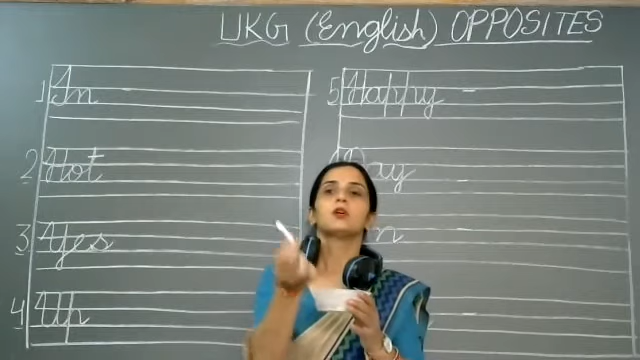 UKG (English) OPPOSITES
1 In
2 Hot
3 Yes
4 Up
5 Happy -
Day -
-
-